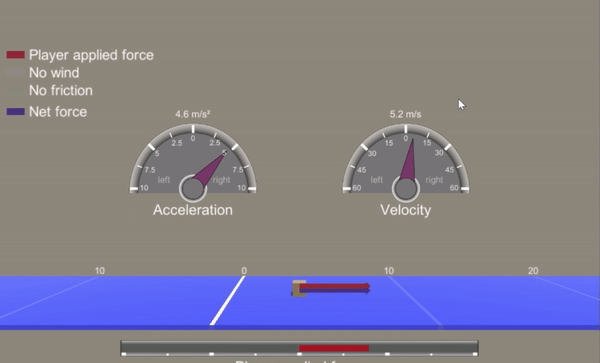 Player applied force
No wind
No friction
Net force
4.6 m/s²
5.2 m/s
10 7.5 5 2.5 0 2.5 5 7.5 10
left right
60 45 30 15 0 15 30 45 60
left right
Acceleration
Velocity
10 0 10 20